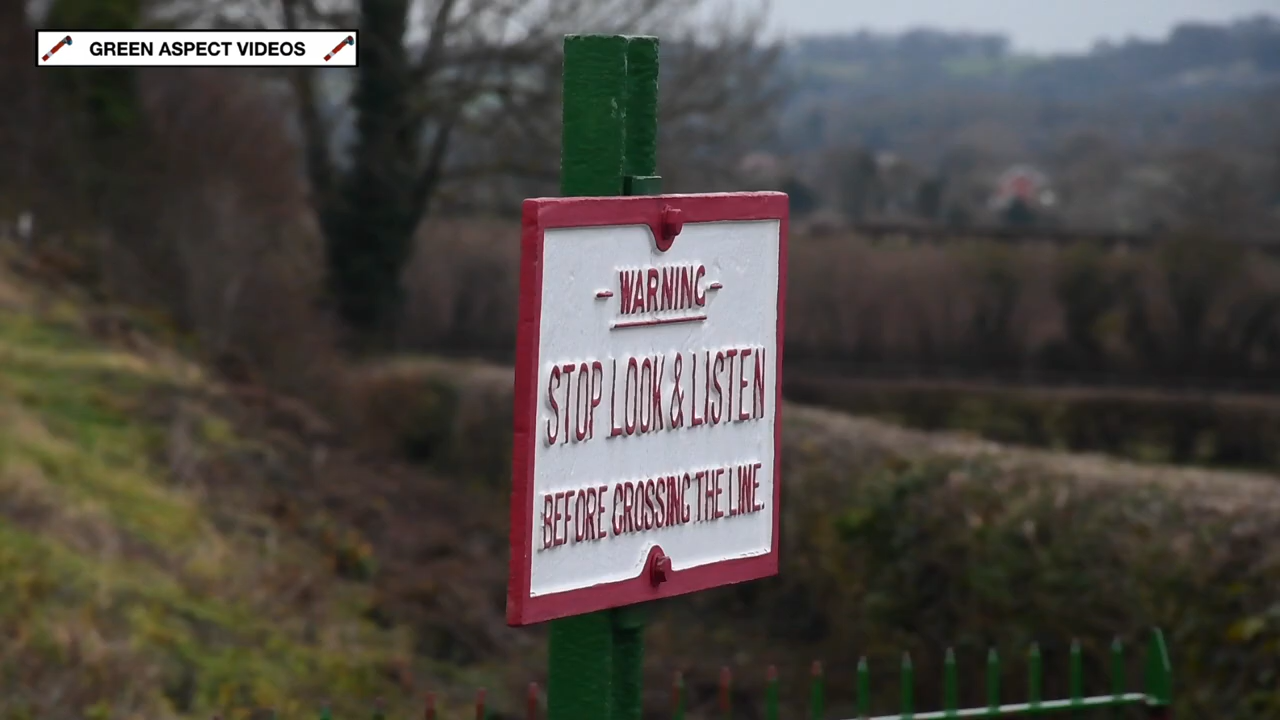 GREEN ASPECT VIDEOS
- WARNING -
STOP LOOK & LISTEN
BEFORE CROSSING THE LINE.